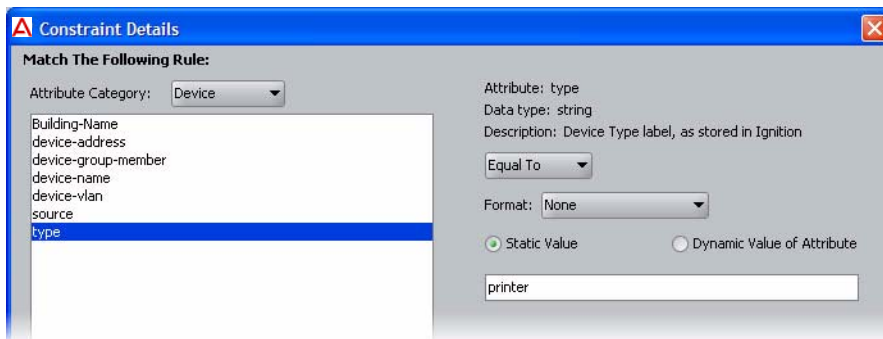 Constraint Details
Match The Following Rule:
Attribute Category: Device
Building-Name
device-address
device-group-member
device-name
device-vlan
source
type
Attribute: type
Data type: string
Description: Device Type label, as stored in Ignition
Equal To
Format: None
Static Value Dynamic Value of Attribute
printer